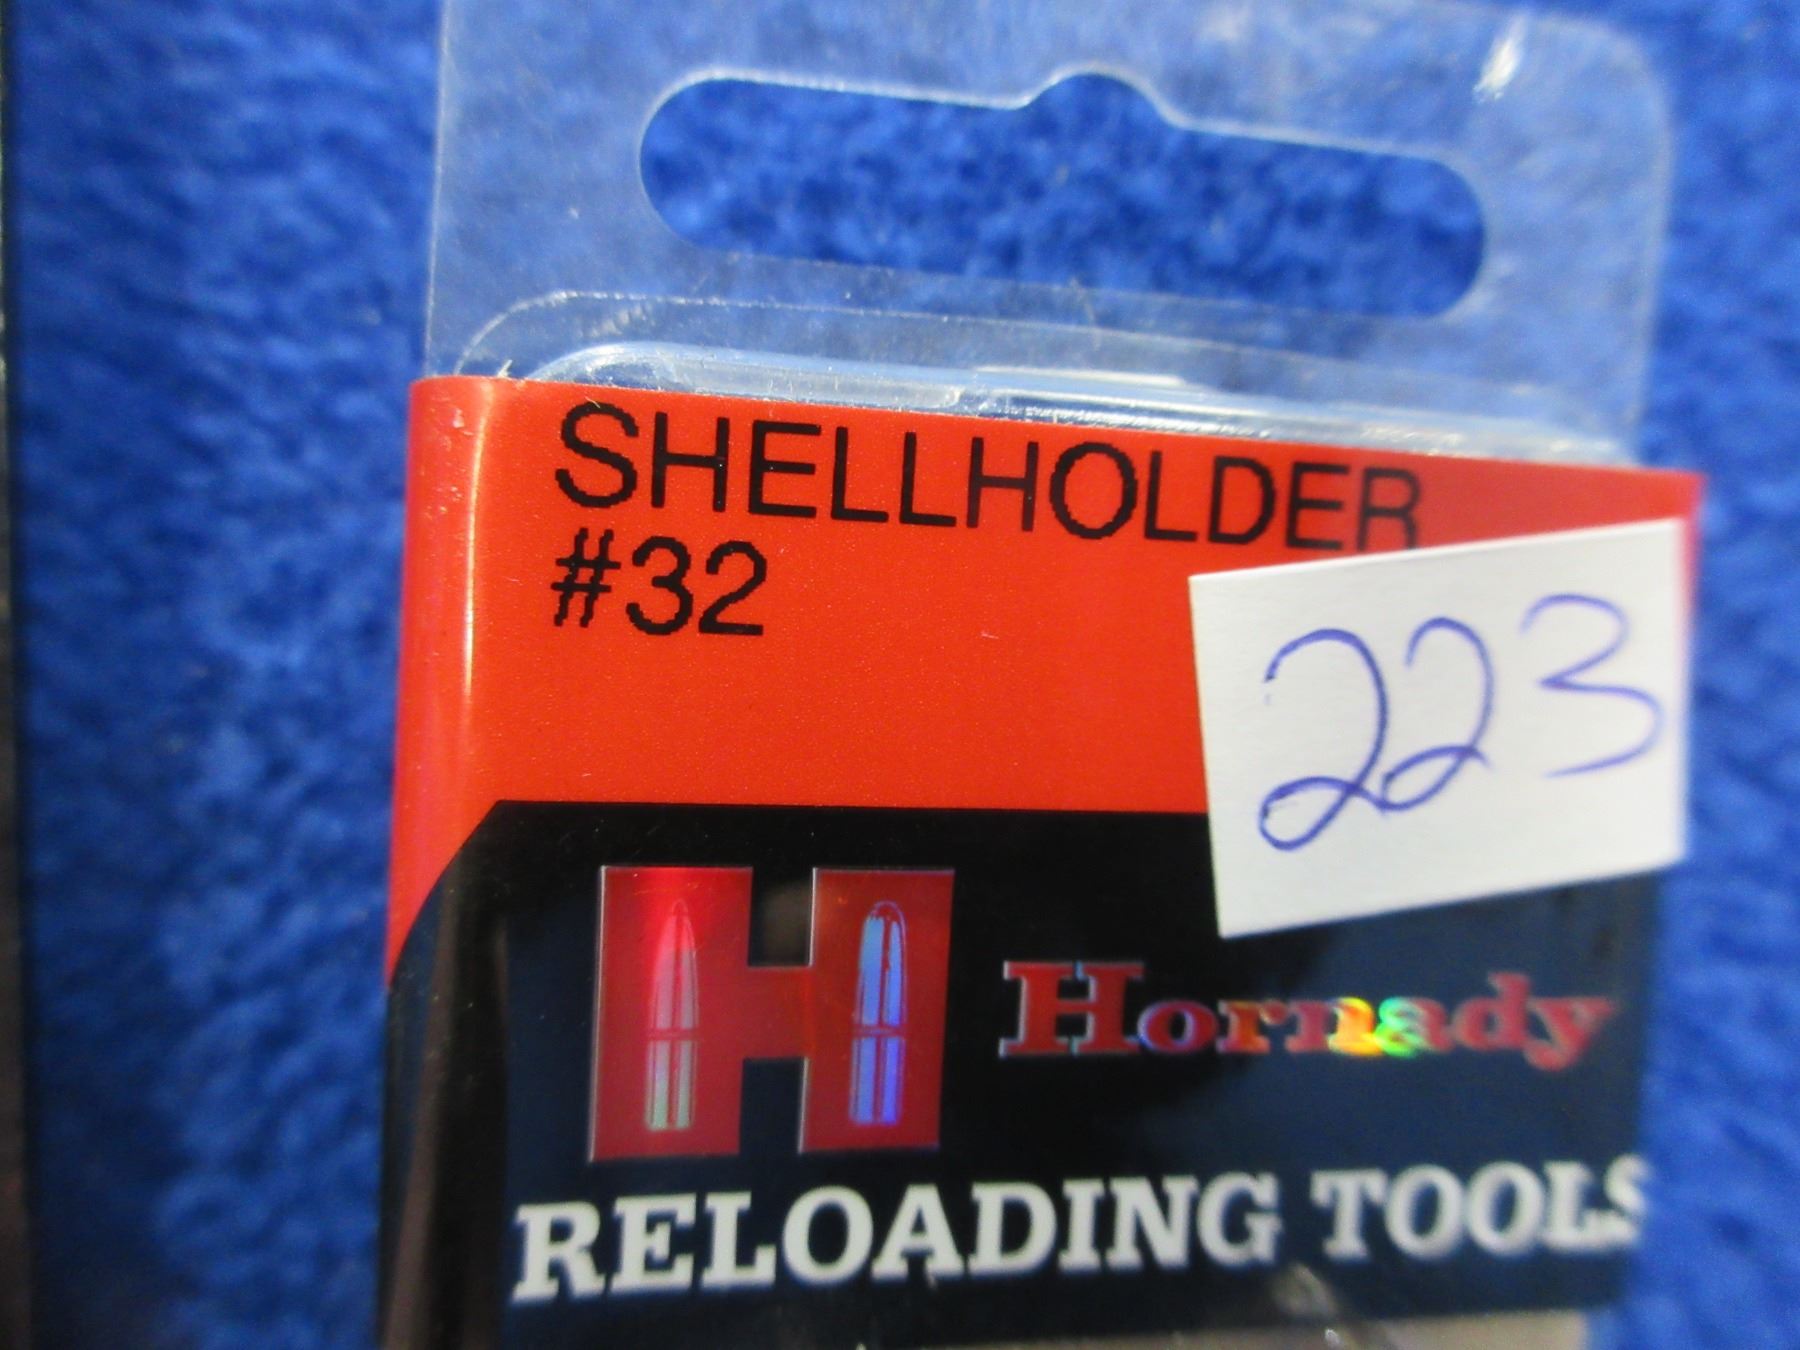 SHELLHOLDER
#32
223
Hornady
RELOADING TOOLS